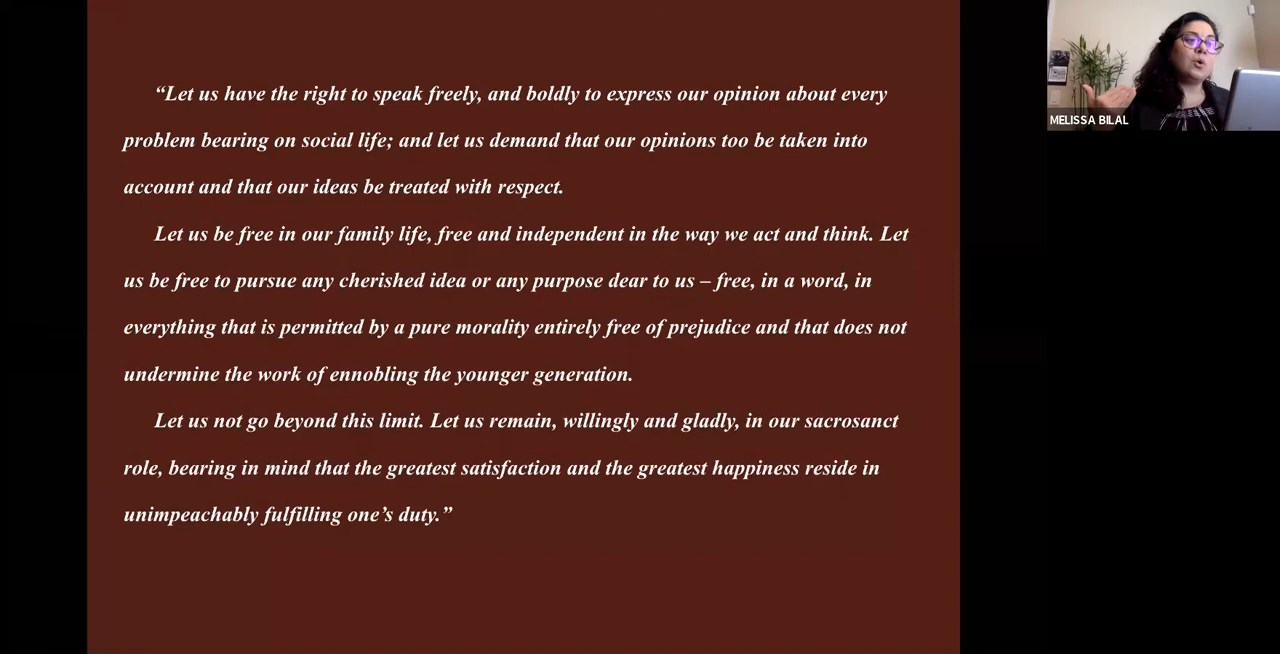 “Let us have the right to speak freely, and boldly to express our opinion about every
problem bearing on social life; and let us demand that our opinions too be taken into
account and that our ideas be treated with respect.
Let us be free in our family life, free and independent in the way we act and think. Let
us be free to pursue any cherished idea or any purpose dear to us – free, in a word, in
everything that is permitted by a pure morality entirely free of prejudice and that does not
undermine the work of ennobling the younger generation.
Let us not go beyond this limit. Let us remain, willingly and gladly, in our sacrosanct
role, bearing in mind that the greatest satisfaction and the greatest happiness reside in
unimpeachably fulfilling one’s duty.”
MELISSA BILAL